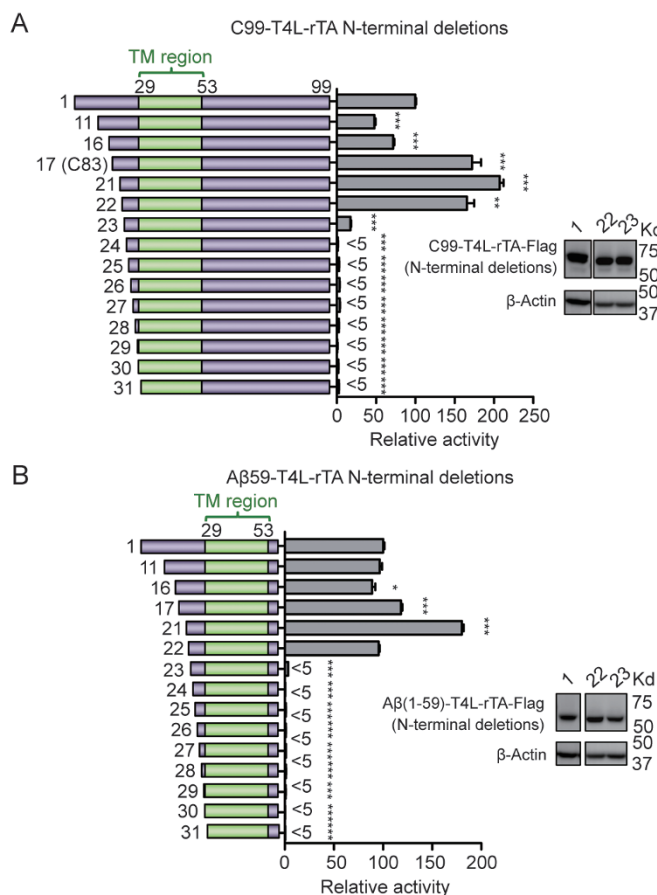 A
C99-T4L-rTA N-terminal deletions
TM region
29 53 99
1
11 ***
16 ***
17 (C83) ***
21 ***
22 **
23 ***
24 <5 ***
25 <5 ***
26 <5 ***
27 <5 ***
28 <5 ***
29 <5 ***
30 <5 ***
31 <5 ***
0 50 100 150 200 250
Relative activity
1 22 23 Kd
C99-T4L-rTA-Flag
(N-terminal deletions)
75
50
β-Actin
50
37
B
Aβ59-T4L-rTA N-terminal deletions
TM region
29 53
1
11
16 *
17 ***
21 ***
22
23 <5 ***
24 <5 ***
25 <5 ***
26 <5 ***
27 <5 ***
28 <5 ***
29 <5 ***
30 <5 ***
31 <5 ***
0 50 100 150 200
Relative activity
1 22 23 Kd
Aβ(1-59)-T4L-rTA-Flag
(N-terminal deletions)
75
50
β-Actin
50
37